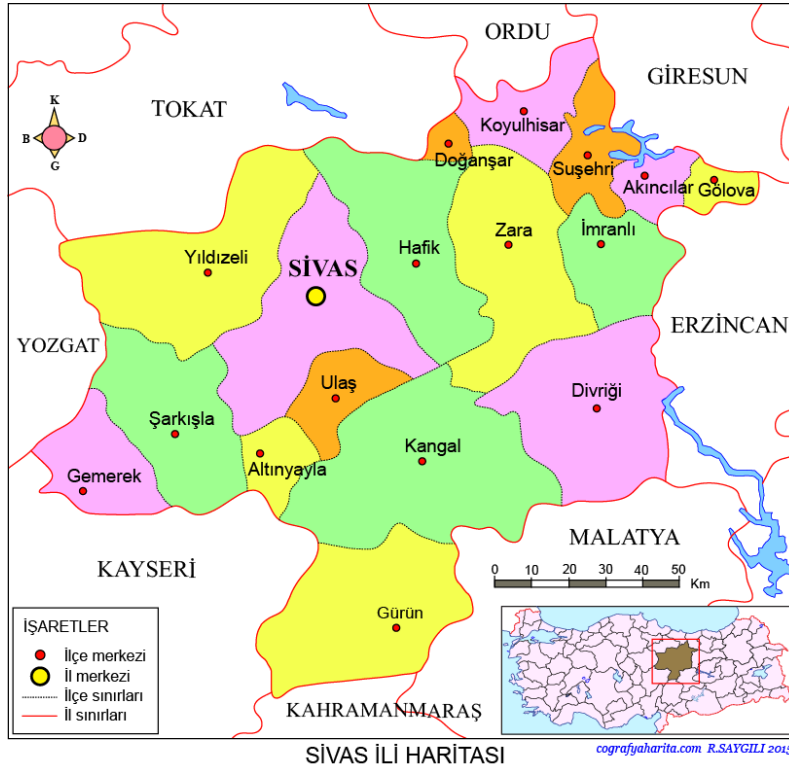 ORDU
GİRESUN
TOKAT
K
B
D
G
Koyulhisar
Doğanşar
Suşehri
Akıncılar
Gölova
Zara
İmranlı
Hafik
Yıldızeli
SİVAS
ERZİNCAN
YOZGAT
Ulaş
Divriği
Şarkışla
Kangal
Altınyayla
Gemerek
MALATYA
KAYSERİ
0 10 20 30 40 50
Km
Gürün
İŞARETLER
İlçe merkezi
İl merkezi
İlçe sınırları
İl sınırları
KAHRAMANMARAŞ
SİVAS İLİ HARİTASI
cografyaharita.com R.SAYGILI 2015